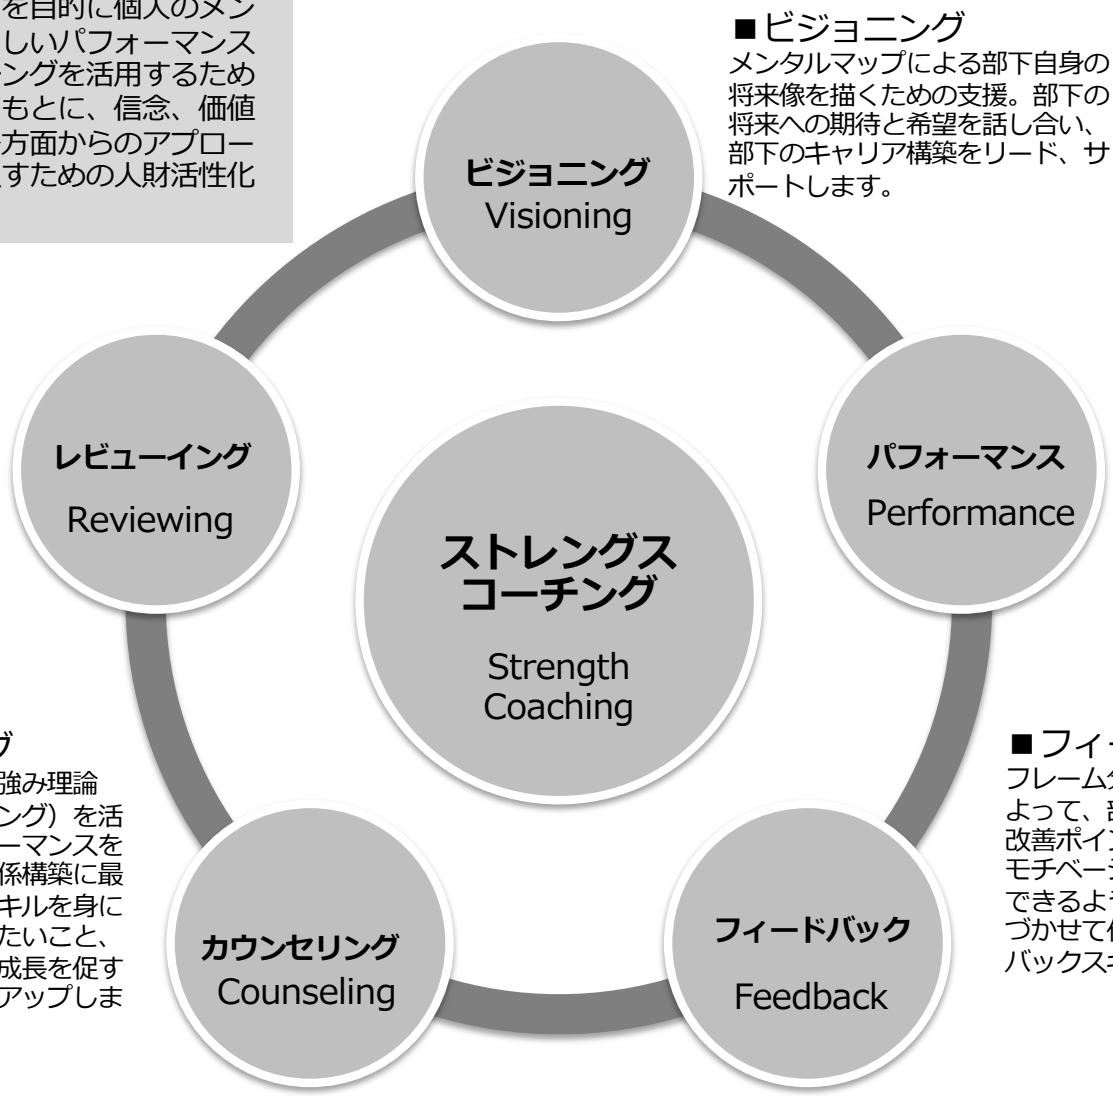 を目的に個人のメン
しいパフォーマンス
チングを活用するため
もとに、信念、価値
方面からのアプロー
すための人財活性化
■ビジョニング
メンタルマップによる部下自身の
将来像を描くための支援。部下の
将来への期待と希望を話し合い、
部下のキャリア構築をリード、サ
ポートします。
ビジョニング
Visioning
レビューイング
Reviewing
パフォーマンス
Performance
ストレングス
コーチング
Strength
Coaching
グ
強み理論
ング）を活
ーマンスを
係構築に最
キルを身に
たいこと、
成長を促す
アップしま
カウンセリング
Counseling
フィードバック
Feedback
■フィー
フレーム
よって、
改善ポイン
モチベーシ
できるよう
づかせて
バックスキ